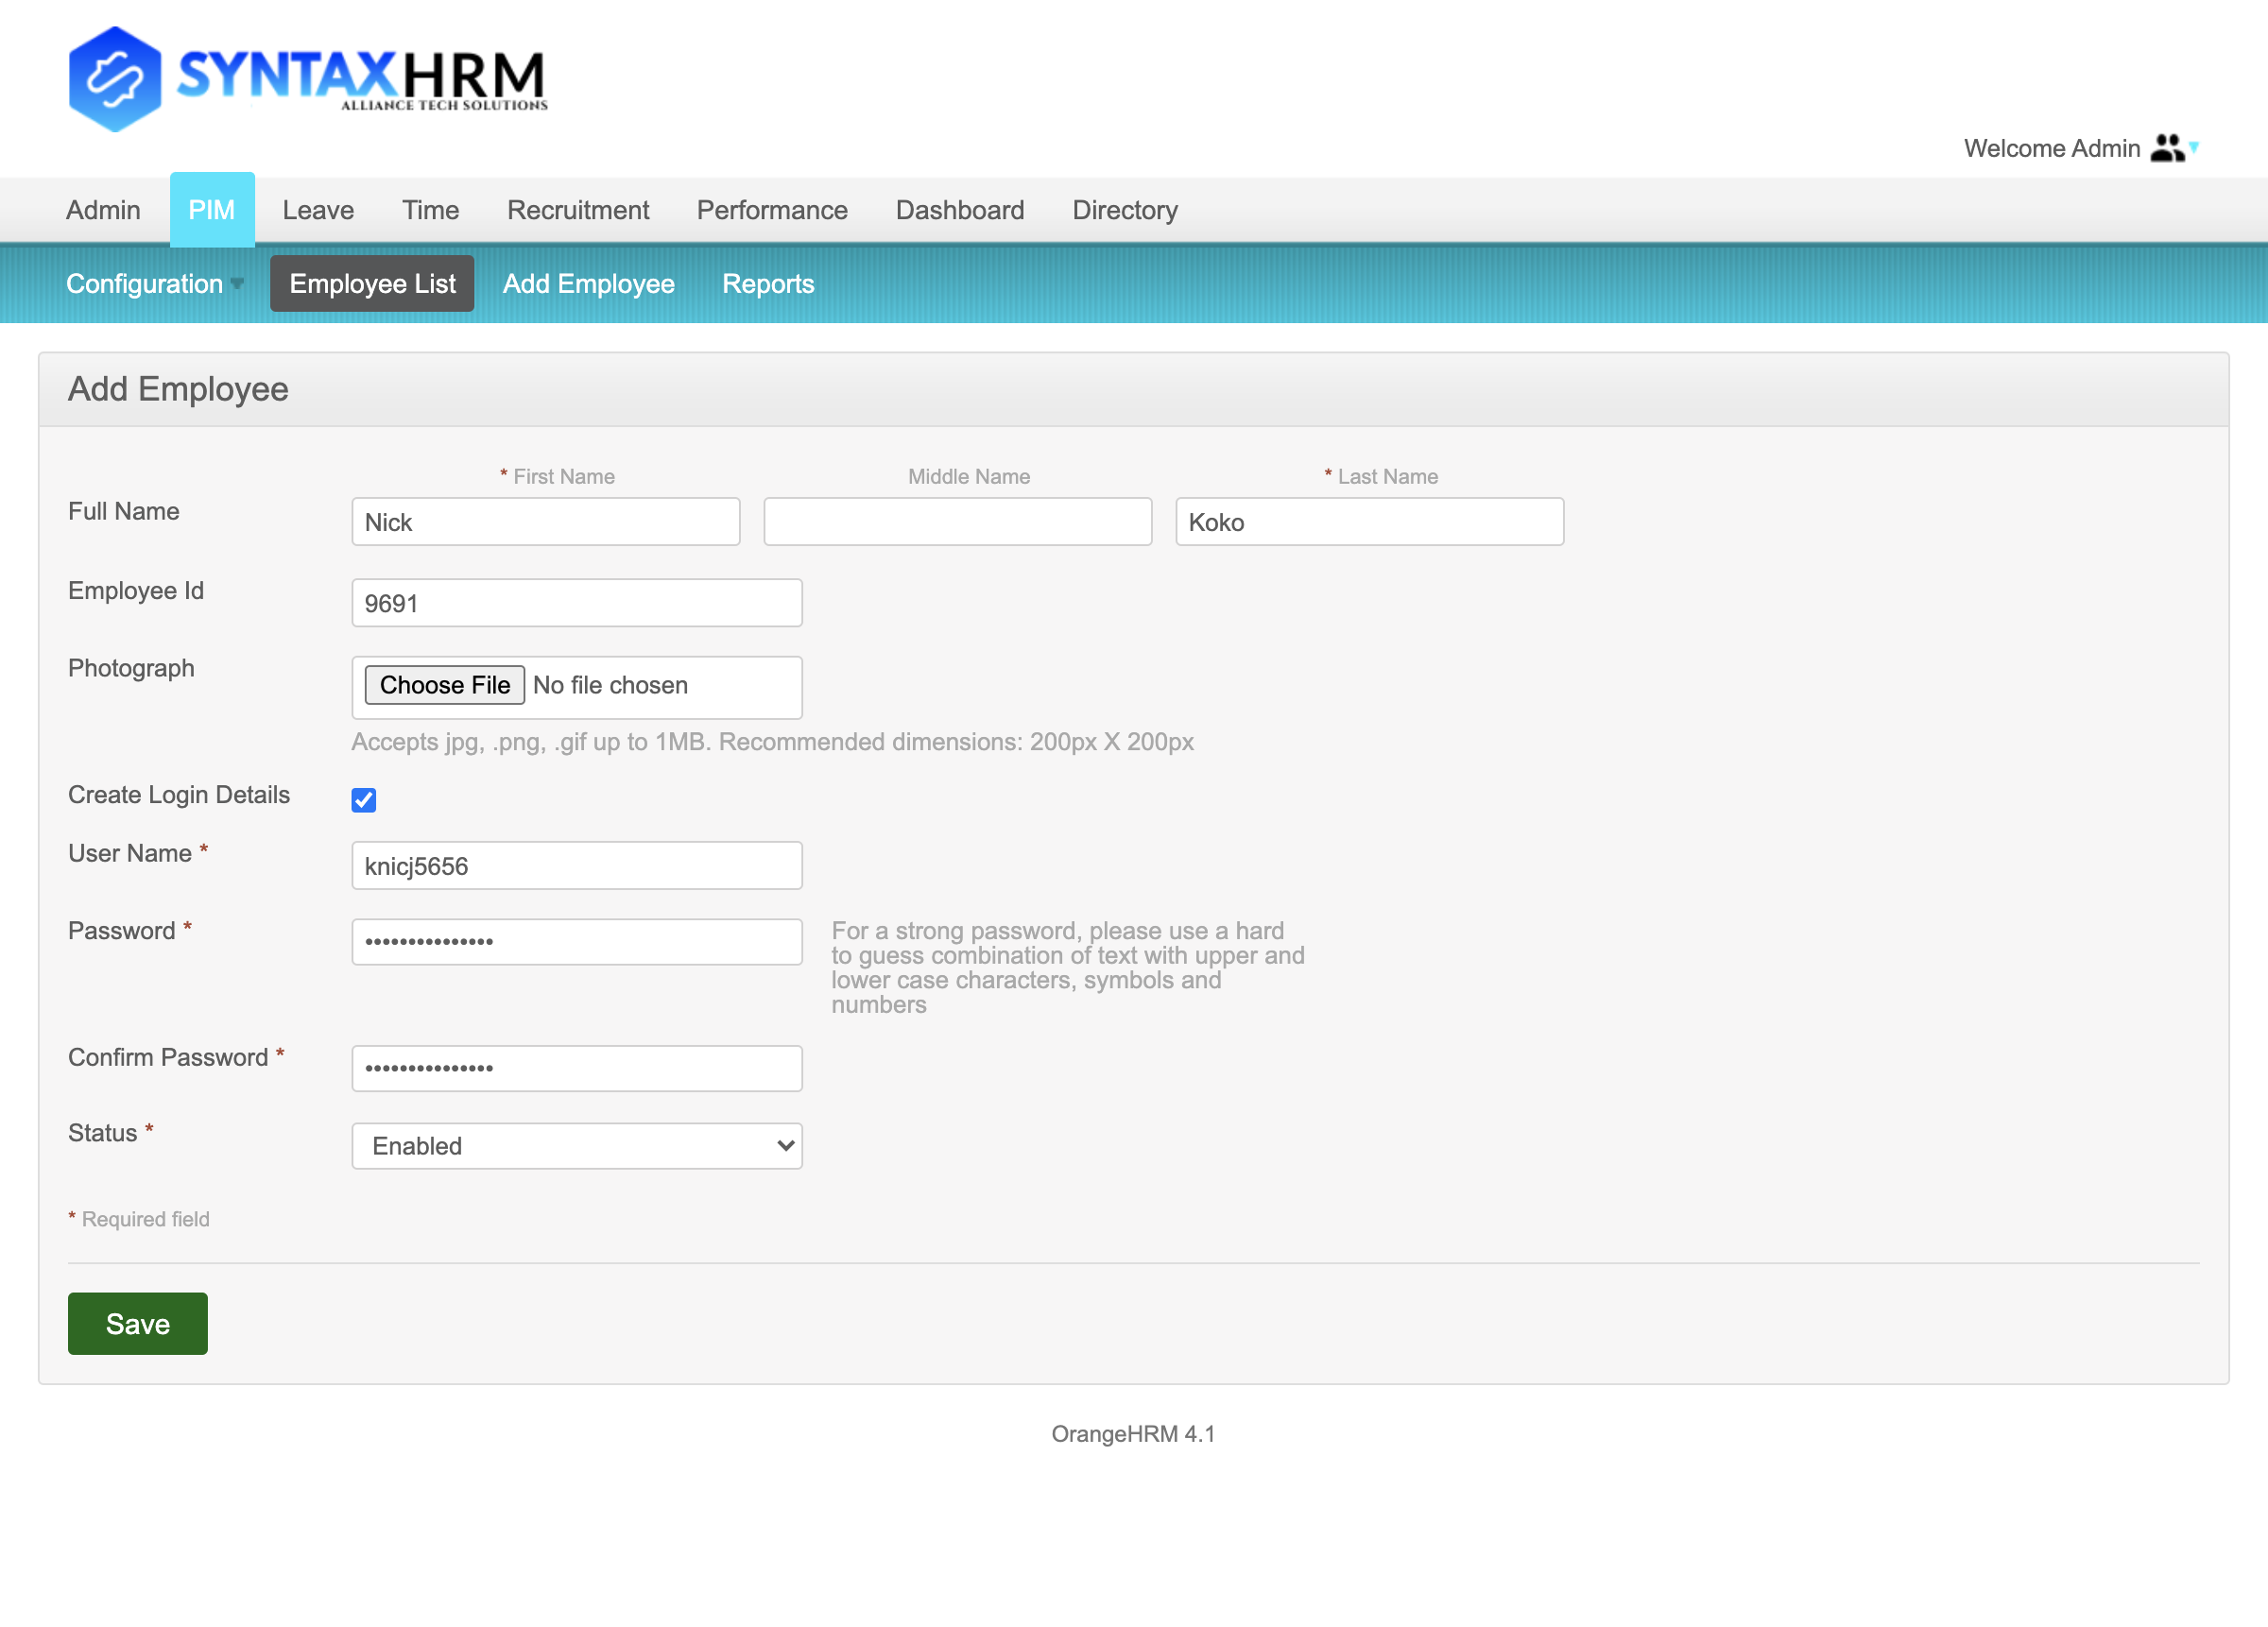 SYNTAXHRM
ALLIANCE TECH SOLUTIONS
Welcome Admin
Admin PIM Leave Time Recruitment Performance Dashboard Directory
Configuration Employee List Add Employee Reports
Add Employee
* First Name Middle Name * Last Name
Full Name Nick Koko
Employee Id 9691
Photograph Choose File No file chosen
Accepts jpg, .png, .gif up to 1MB. Recommended dimensions: 200px X 200px
Create Login Details
User Name * knicj5656
Password * ••••••••••••••• For a strong password, please use a hard
to guess combination of text with upper and
lower case characters, symbols and
numbers
Confirm Password * •••••••••••••••
Status * Enabled
* Required field
Save
OrangeHRM 4.1